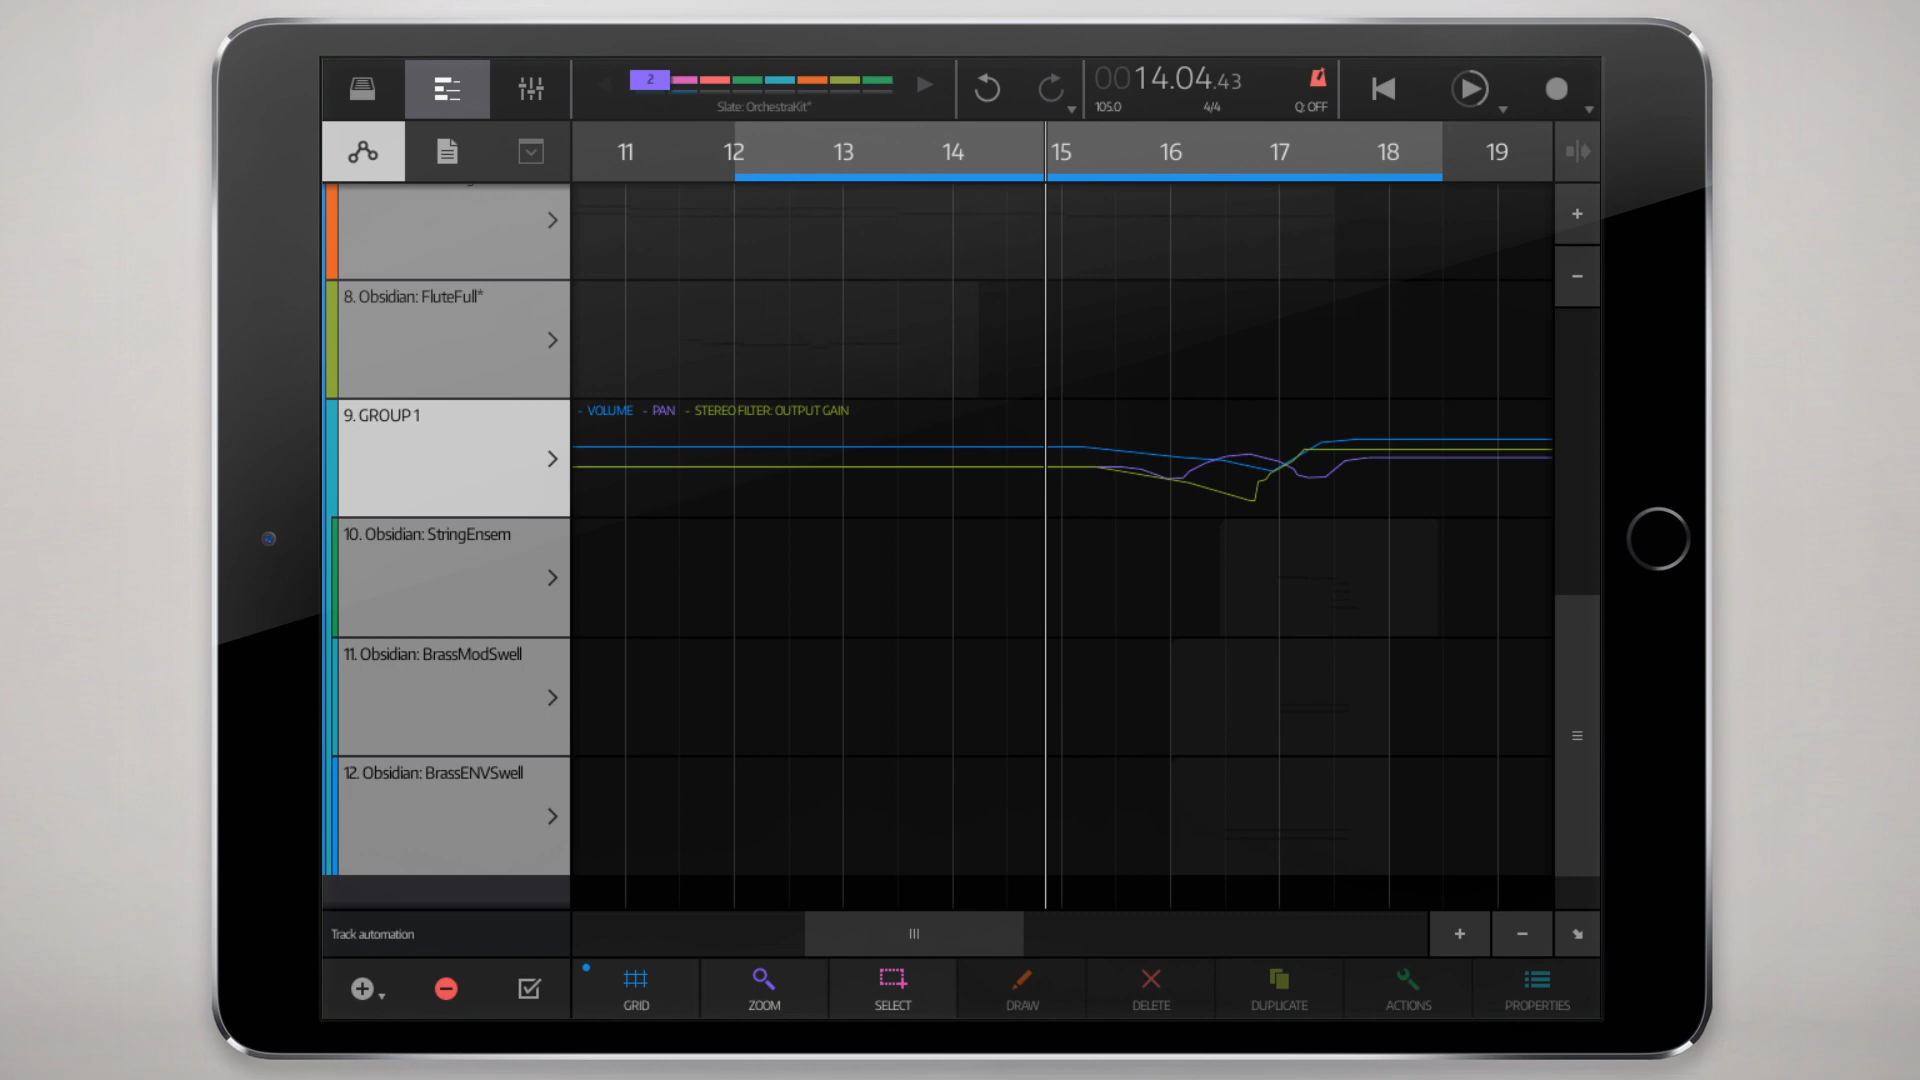 2
Slate: OrchestraKit*
0014.04.43
105.0
4/4
Q: OFF
11 12 13 14 15 16 17 18 19
8. Obsidian: FluteFull*
9. GROUP 1
- VOLUME - PAN - STEREO FILTER: OUTPUT GAIN
10. Obsidian: StringEnsem
11. Obsidian: BrassModSwell
12. Obsidian: BrassENVSwell
Track automation
GRID
ZOOM
SELECT
DRAW
DELETE
DUPLICATE
ACTIONS
PROPERTIES